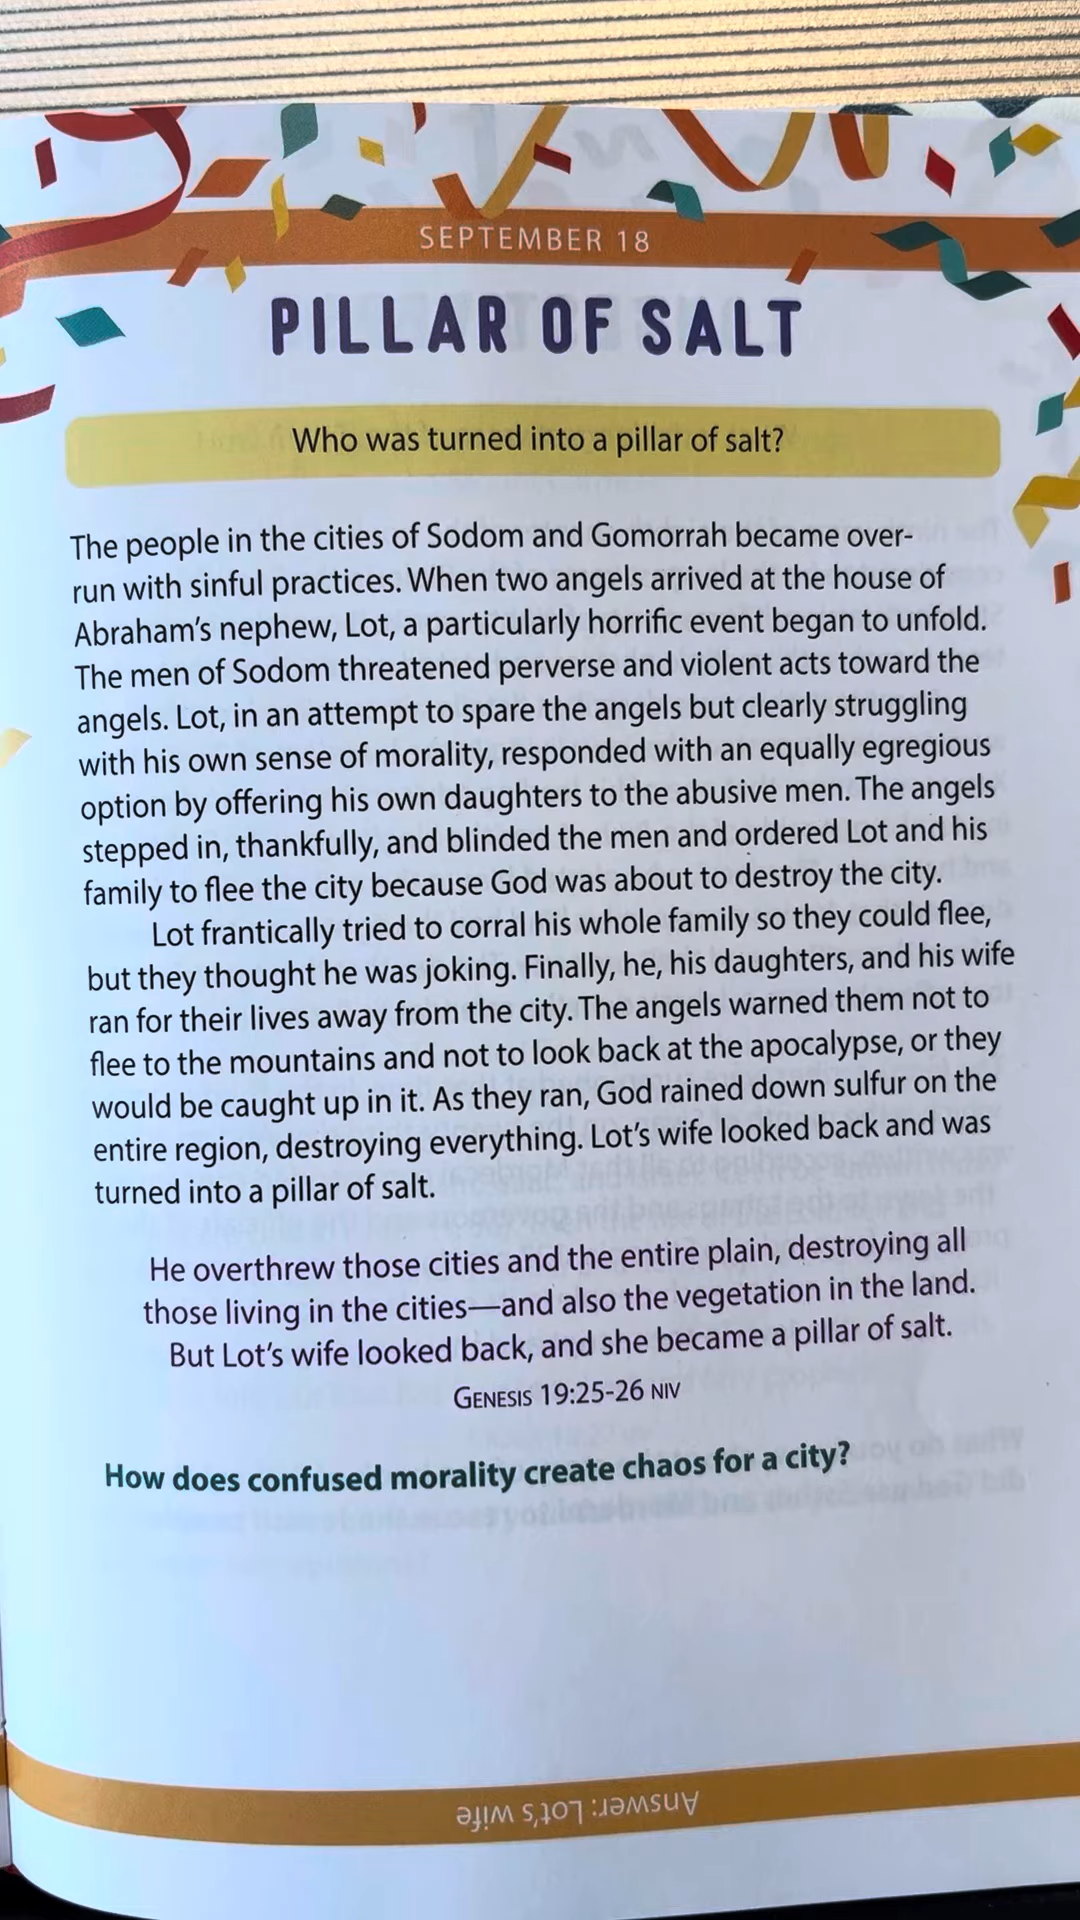 SEPTEMBER 18
PILLAR OF SALT
Who was turned into a pillar of salt?
The people in the cities of Sodom and Gomorrah became over-
run with sinful practices. When two angels arrived at the house of
Abraham's nephew, Lot, a particularly horrific event began to unfold.
The men of Sodom threatened perverse and violent acts toward the
angels. Lot, in an attempt to spare the angels but clearly struggling
with his own sense of morality, responded with an equally egregious
option by offering his own daughters to the abusive men. The angels
stepped in, thankfully, and blinded the men and ordered Lot and his
family to flee the city because God was about to destroy the city.
Lot frantically tried to corral his whole family so they could flee,
but they thought he was joking. Finally, he, his daughters, and his wife
ran for their lives away from the city. The angels warned them not to
flee to the mountains and not to look back at the apocalypse, or they
would be caught up in it. As they ran, God rained down sulfur on the
entire region, destroying everything. Lot's wife looked back and was
turned into a pillar of salt.
He overthrew those cities and the entire plain, destroying all
those living in the cities—and also the vegetation in the land.
But Lot's wife looked back, and she became a pillar of salt.
GENESIS 19:25-26 NIV
How does confused morality create chaos for a city?
Answer: Lot's wife